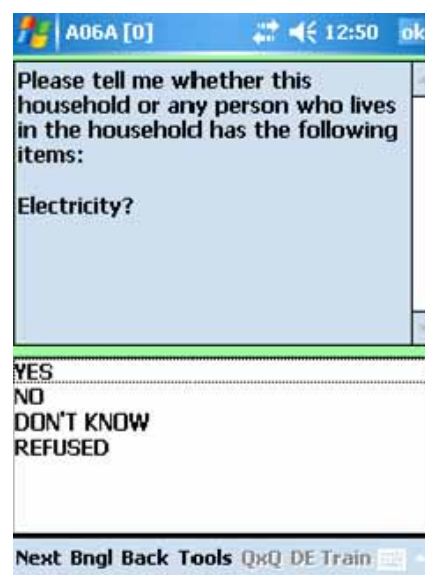 A06A [0] 12:50 ok
Please tell me whether this
household or any person who lives
in the household has the following
items:
Electricity?
YES
NO
DON'T KNOW
REFUSED
Next Bngl Back Tools QxQ DE Train